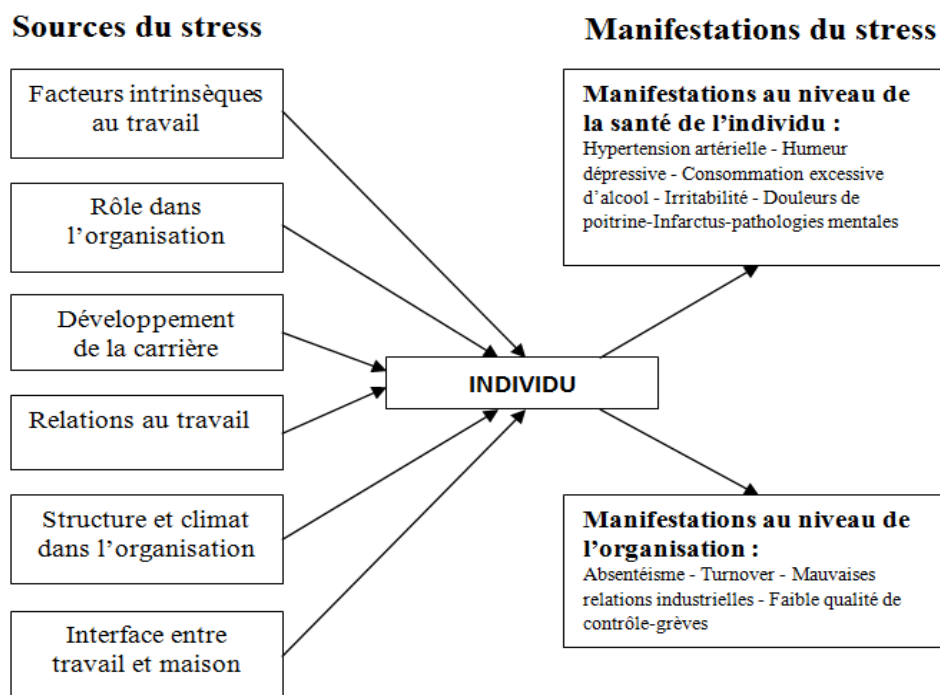 Sources du stress
Facteurs intrinsèques
au travail
Rôle dans
l'organisation
Développement
de la carrière
Relations au travail
Structure et climat
dans l'organisation
Interface entre
travail et maison
INDIVIDU
Manifestations du stress
Manifestations au niveau de
la santé de l'individu :
Hypertension artérielle - Humeur
dépressive - Consommation excessive
d'alcool - Irritabilité - Douleurs de
poitrine-Infarctus-pathologies mentales
Manifestations au niveau de
l'organisation :
Absentéisme - Turnover - Mauvaises
relations industrielles - Faible qualité de
contrôle-grèves